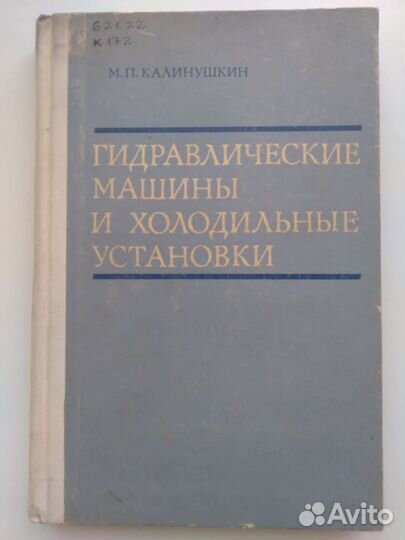 621.22
К 172
М.П. КАЛИНУШКИН
ГИДРАВЛИЧЕСКИЕ
МАШИНЫ
И ХОЛОДИЛЬНЫЕ
УСТАНОВКИ
Avito